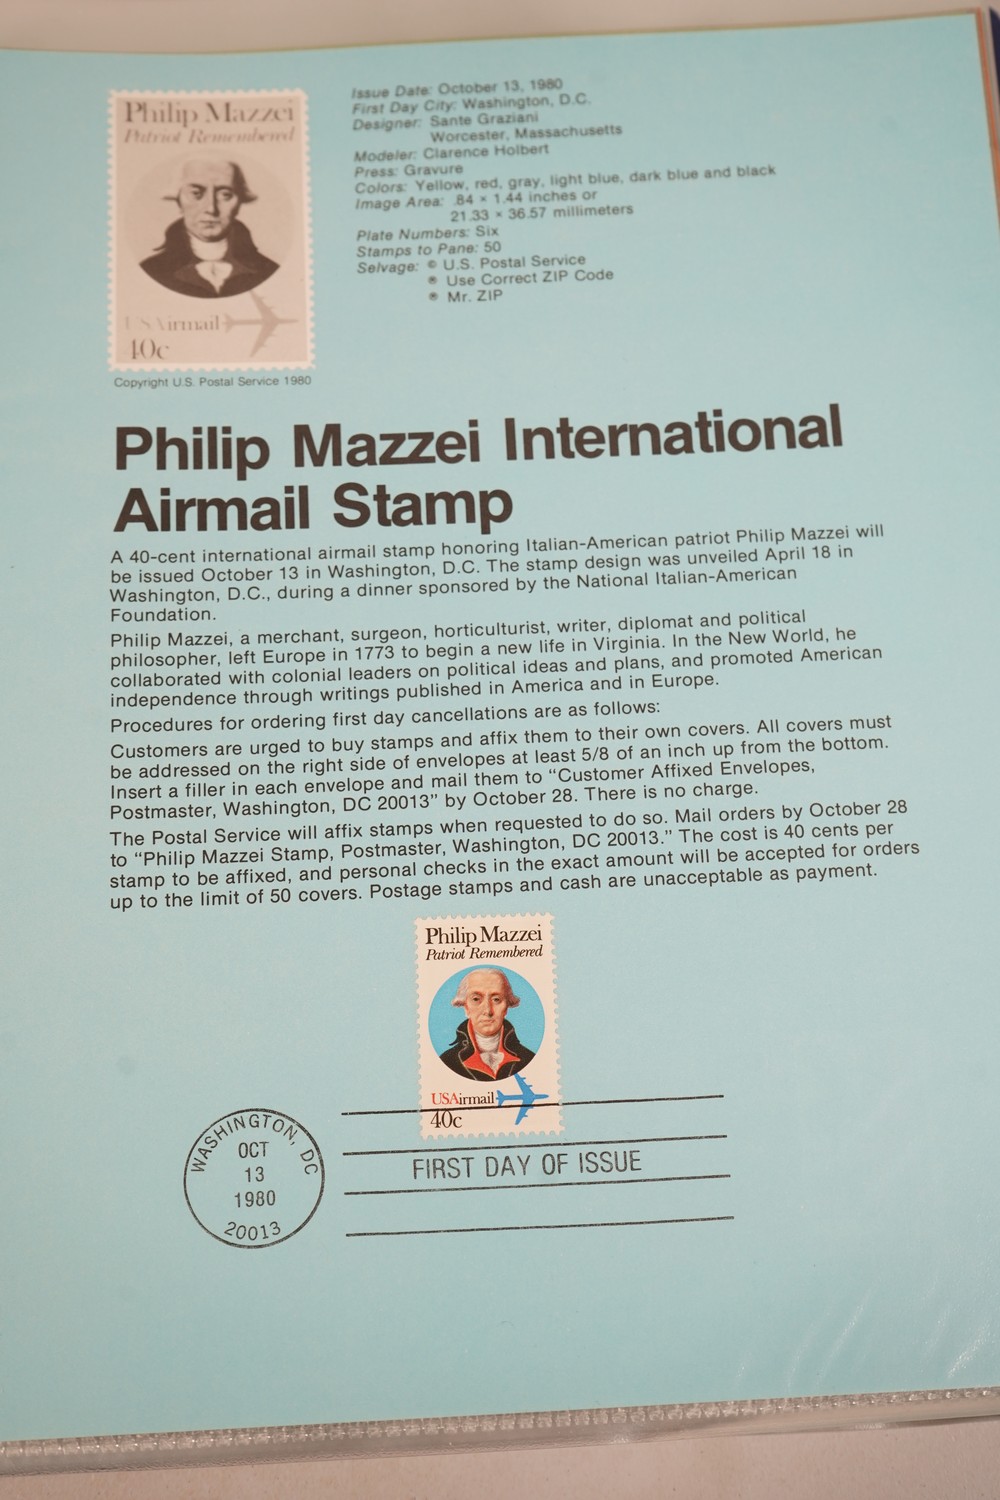 Philip Mazzei
Patriot Remembered
USAirmail
40c
Copyright U.S. Postal Service 1980
Issue Date: October 13, 1980
First Day City: Washington, D.C.
Designer: Sante Graziani
Worcester, Massachusetts
Modeler: Clarence Holbert
Press: Gravure
Colors: Yellow, red, gray, light blue, dark blue and black
Image Area: .84 × 1.44 inches or
21.33 × 36.57 millimeters
Plate Numbers: Six
Stamps to Pane: 50
Selvage: © U.S. Postal Service
® Use Correct ZIP Code
® Mr. ZIP
Philip Mazzei International
Airmail Stamp
A 40-cent international airmail stamp honoring Italian-American patriot Philip Mazzei will
be issued October 13 in Washington, D.C. The stamp design was unveiled April 18 in
Washington, D.C., during a dinner sponsored by the National Italian-American
Foundation.
Philip Mazzei, a merchant, surgeon, horticulturist, writer, diplomat and political
philosopher, left Europe in 1773 to begin a new life in Virginia. In the New World, he
collaborated with colonial leaders on political ideas and plans, and promoted American
independence through writings published in America and in Europe.
Procedures for ordering first day cancellations are as follows:
Customers are urged to buy stamps and affix them to their own covers. All covers must
be addressed on the right side of envelopes at least 5/8 of an inch up from the bottom.
Insert a filler in each envelope and mail them to “Customer Affixed Envelopes,
Postmaster, Washington, DC 20013” by October 28. There is no charge.
The Postal Service will affix stamps when requested to do so. Mail orders by October 28
to “Philip Mazzei Stamp, Postmaster, Washington, DC 20013.” The cost is 40 cents per
stamp to be affixed, and personal checks in the exact amount will be accepted for orders
up to the limit of 50 covers. Postage stamps and cash are unacceptable as payment.
Philip Mazzei
Patriot Remembered
USAirmail
40c
WASHINGTON, DC
OCT
13
1980
20013
FIRST DAY OF ISSUE